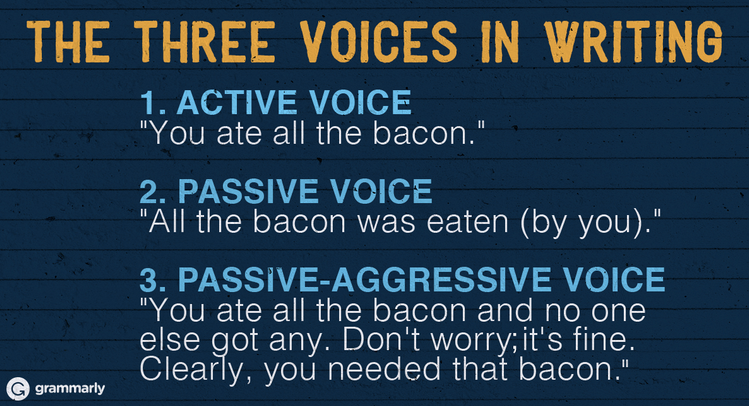 THE THREE VOICES IN WRITING
1. ACTIVE VOICE
"You ate all the bacon."
2. PASSIVE VOICE
"All the bacon was eaten (by you)."
3. PASSIVE-AGGRESSIVE VOICE
"You ate all the bacon and no one
else got any. Don't worry;it's fine.
Clearly, you needed that bacon."
grammarly